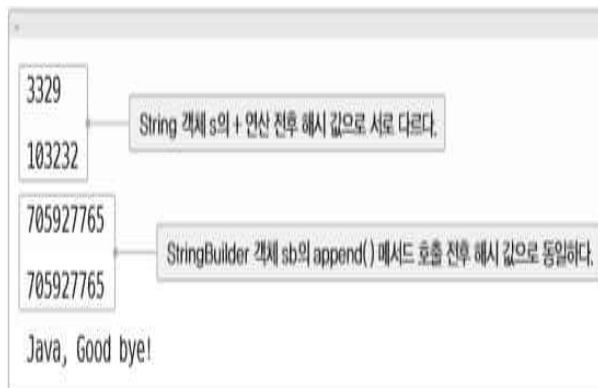 3329
String 객체 s의 + 연산 전후 해시 값으로 서로 다르다.
103232
705927765
StringBuilder 객체 sb의 append() 메서드 호출 전후 해시 값으로 동일하다.
705927765
Java, Good bye!